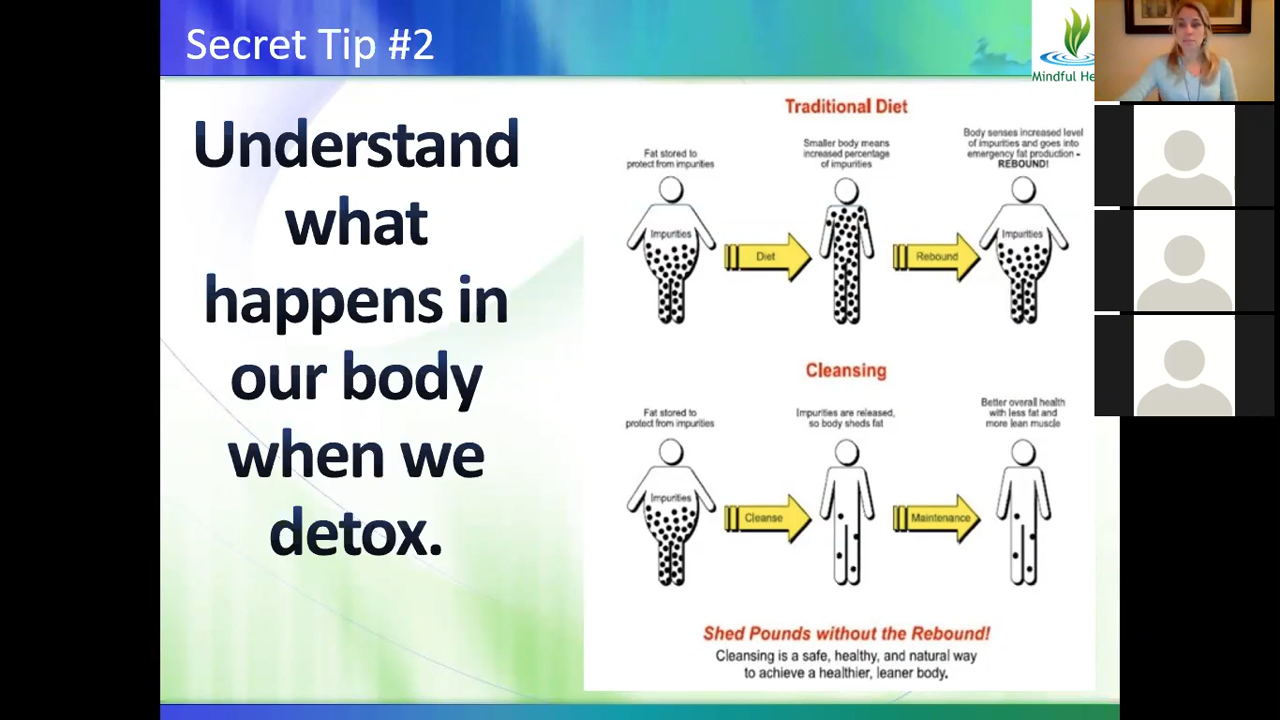 Secret Tip #2
Mindful He
Understand
what
happens in
our body
when we
detox.
Traditional Diet
Fat stored to
protect from impurities
Smaller body means
increased percentage
of impurities
Body senses increased level
of impurities and goes into
emergency fat production -
REBOUND!
Impurities
Diet
Rebound
Impurities
Cleansing
Fat stored to
protect from impurities
Impurities are released,
so body sheds fat
Better overall health
with less fat and
more lean muscle
Impurities
Cleanse
Maintenance
Shed Pounds without the Rebound!
Cleansing is a safe, healthy, and natural way
to achieve a healthier, leaner body.